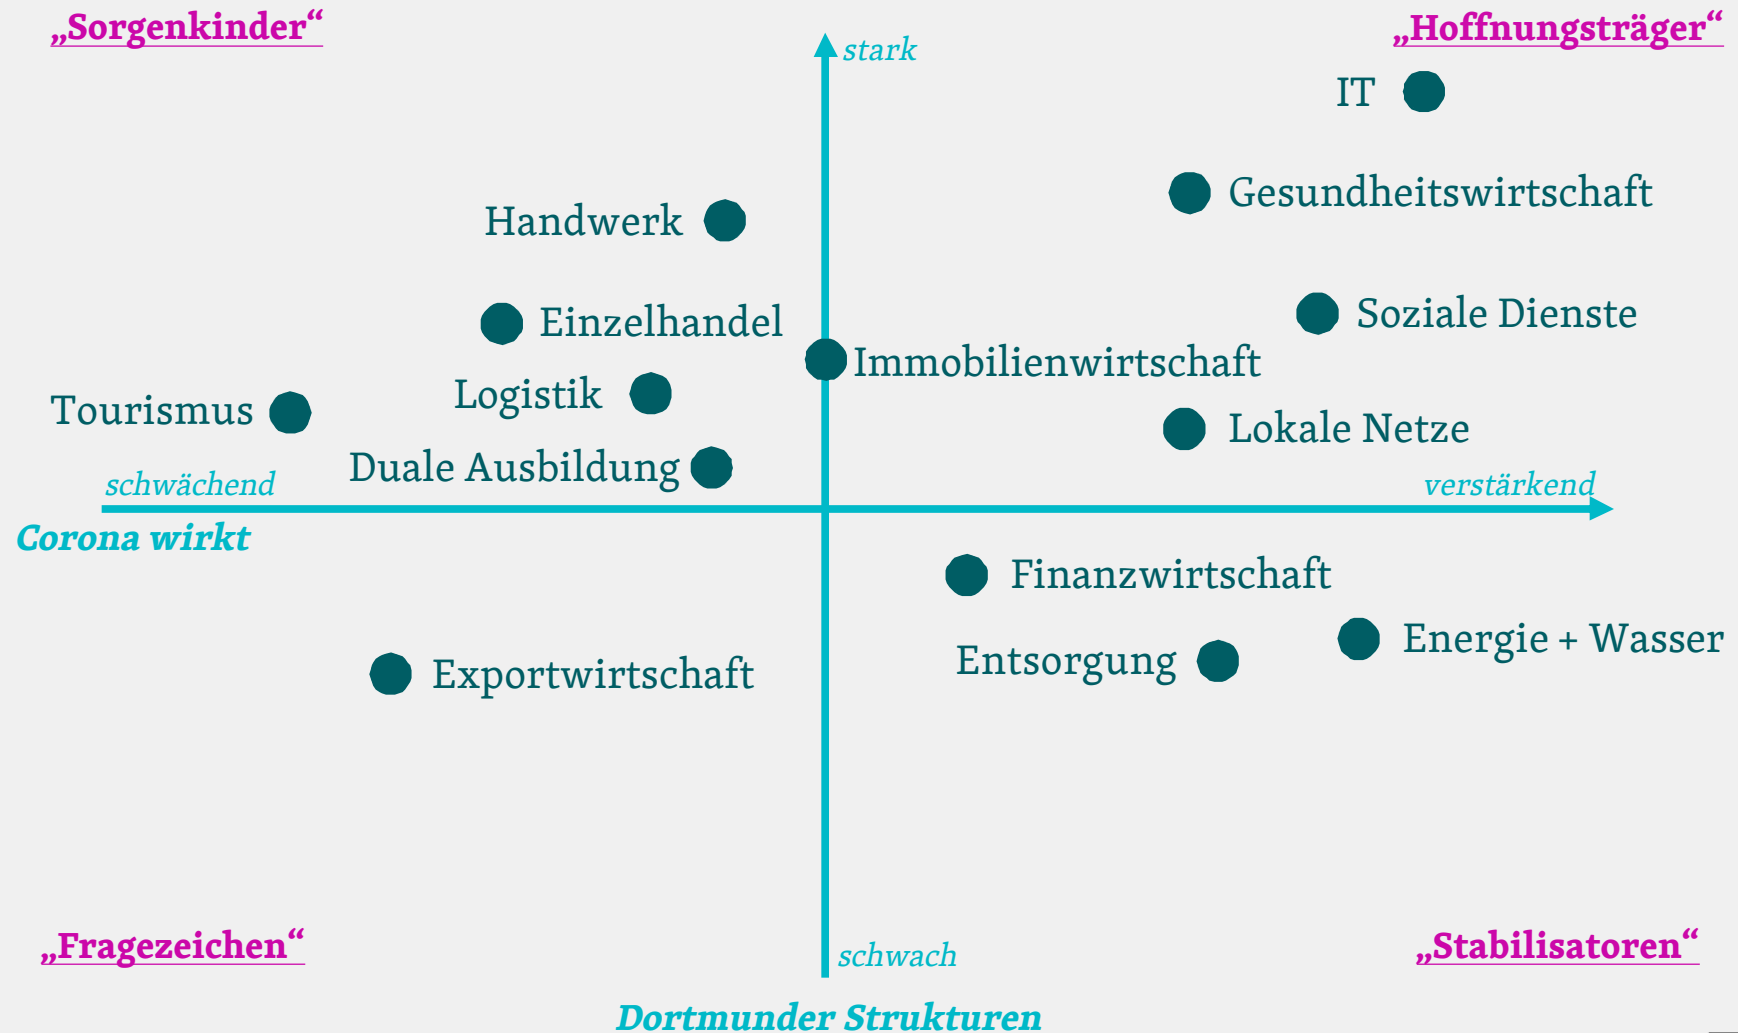 „Sorgenkinder“
„Hoffnungsträger“
stark
IT
Gesundheitswirtschaft
Handwerk
Soziale Dienste
Einzelhandel
Immobilienwirtschaft
Logistik
Tourismus
Lokale Netze
Duale Ausbildung
schwächend
verstärkend
Corona wirkt
Finanzwirtschaft
Energie + Wasser
Entsorgung
Exportwirtschaft
„Fragezeichen“
„Stabilisatoren“
schwach
Dortmunder Strukturen